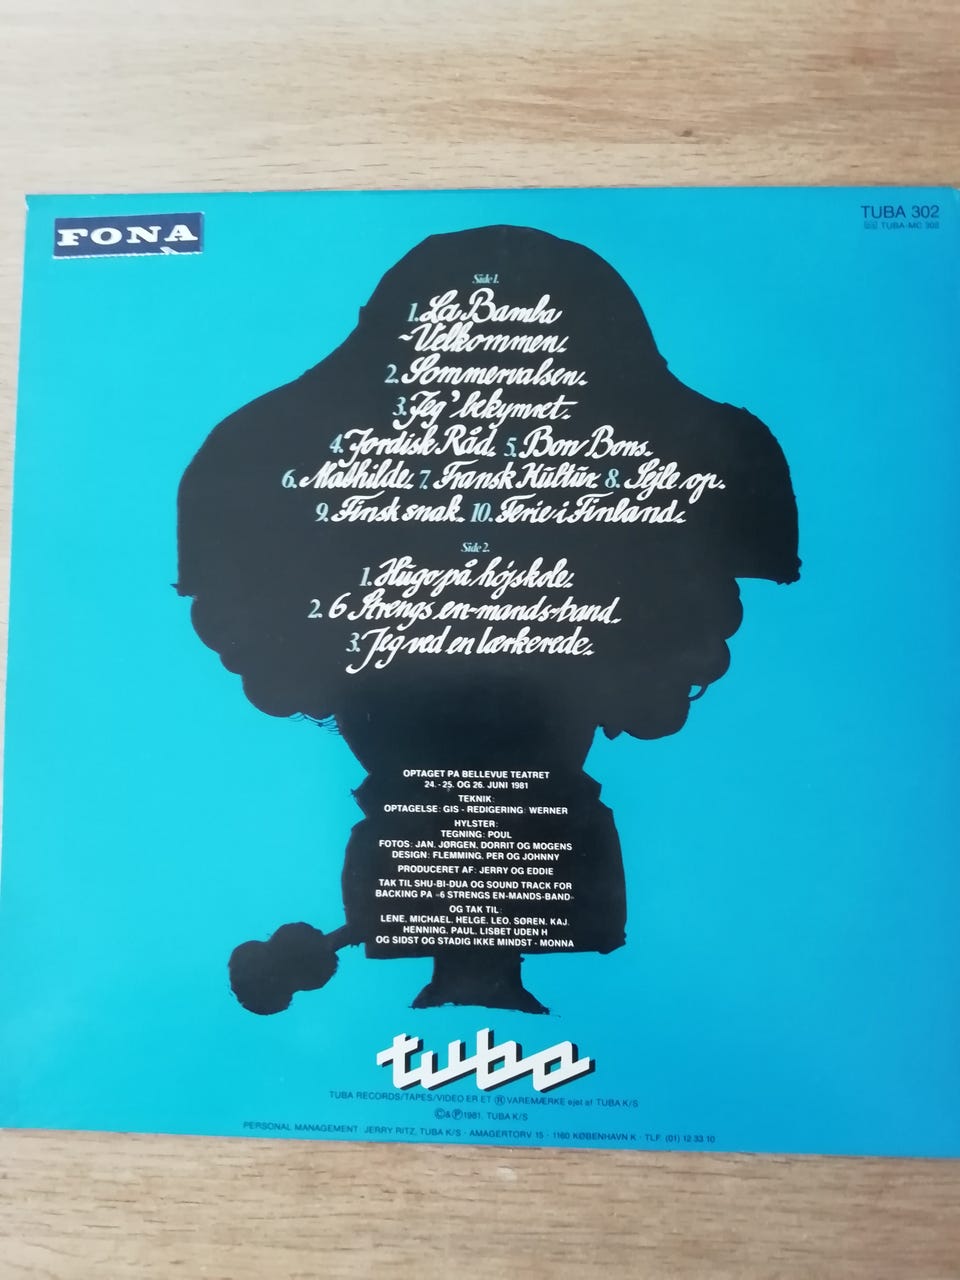 FONA
TUBA 302
TUBA-MC 302
Side 1.
1. La Bamba
~Velkommen.
2. Sommervalsen.
3. Jeg' bekymret.
4. Jordisk Råd. 5. Bon Bons.
6. Mathilde. 7. Fransk Kultur. 8. Sejle op.
9. Finsk snak. 10. Ferie i Finland.
Side 2.
1. Hugo på højskole.
2. 6 Strengs en-mands-band.
3. Jeg ved en lærkerede.
OPTAGET PA BELLEVUE TEATRET
24. - 25. OG 26. JUNI 1981
TEKNIK:
OPTAGELSE: GIS - REDIGERING: WERNER
HYLSTER:
TEGNING: POUL
FOTOS: JAN, JØRGEN, DORRIT OG MOGENS
DESIGN: FLEMMING, PER OG JOHNNY
PRODUCERET AF: JERRY OG EDDIE
TAK TIL SHU-BI-DUA OG SOUND TRACK FOR
BACKING PA «6 STRENGS EN-MANDS-BAND»
OG TAK TIL:
LENE, MICHAEL, HELGE, LEO, SØREN, KAJ,
HENNING, PAUL, LISBET UDEN H
OG SIDST OG STADIG IKKE MINDST - MONNA
tuba
TUBA RECORDS/TAPES/VIDEO ER ET Ⓡ VAREMÆRKE ejet af TUBA K/S
©&℗ 1981. TUBA K/S
PERSONAL MANAGEMENT JERRY RITZ, TUBA K/S · AMAGERTORV 15 · 1160 KØBENHAVN K · TLF. (01) 12 33 10